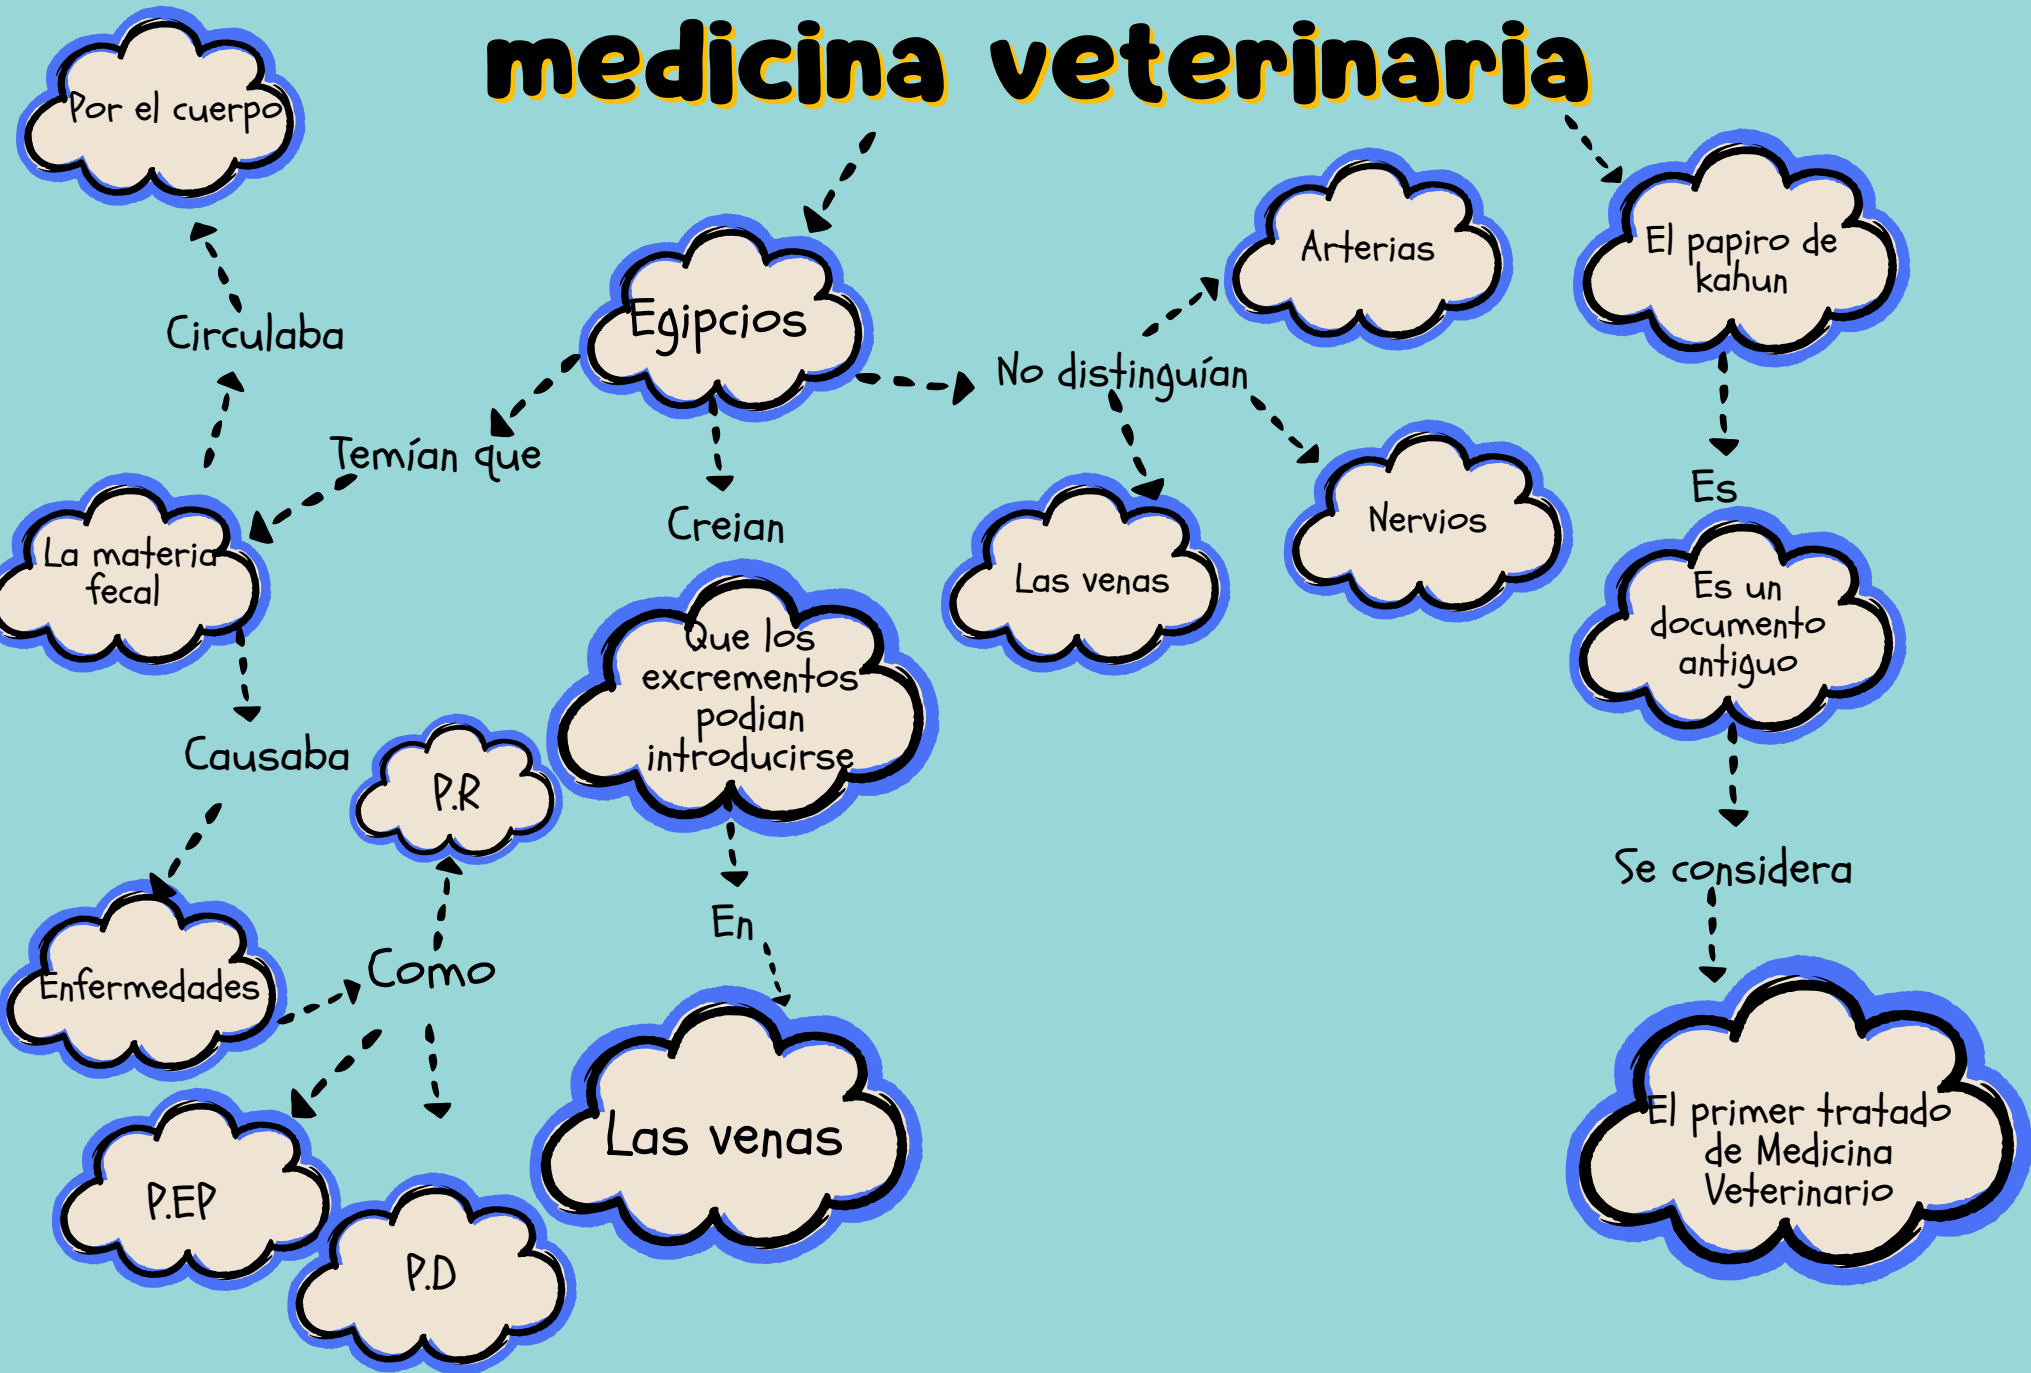 medicina veterinaria
Por el cuerpo
Circulaba
Egipcios
Temían que
La materia
fecal
Causaba
Enfermedades
Como
P.R
P.EP
P.D
Creian
Que los
excrementos
podian
introducirse
En
Las venas
No distinguían
Arterias
Las venas
Nervios
El papiro de
kahun
Es
Es un
documento
antiguo
Se considera
El primer tratado
de Medicina
Veterinario